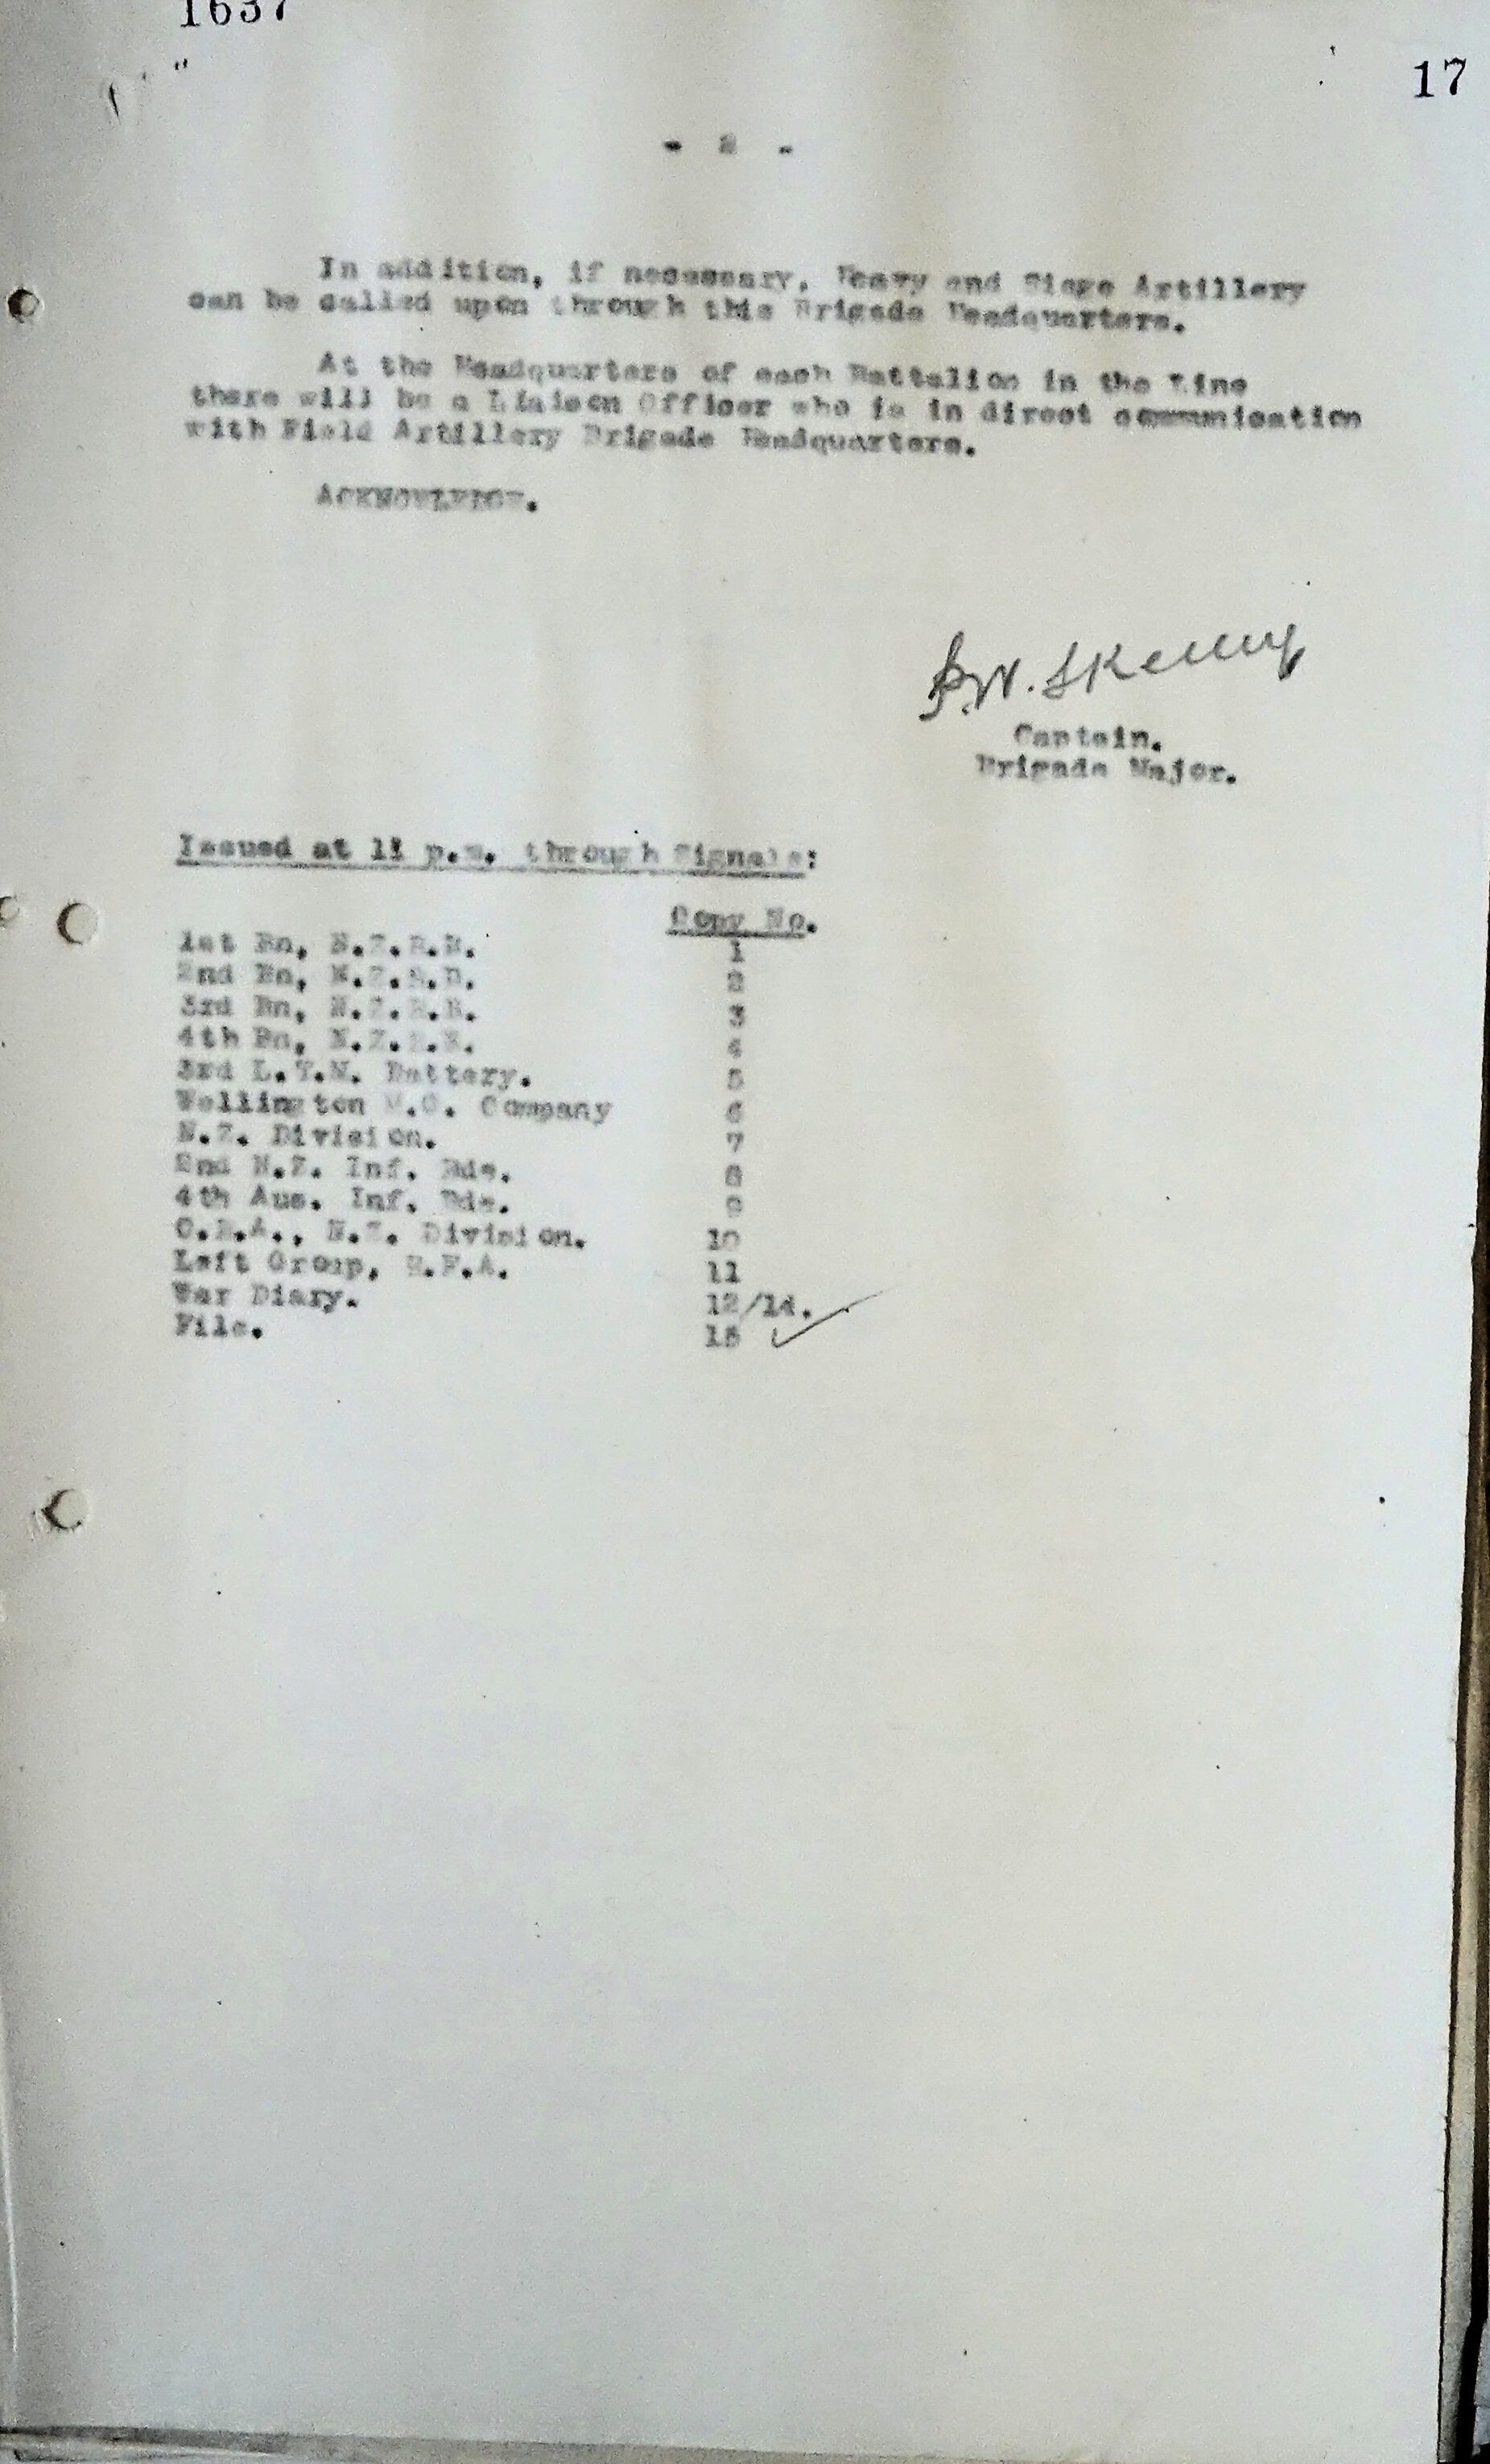 1637
17
- 2 -
In addition, if necessary, Heavy and Siege Artillery
can be called upon through this Brigade Headquarters.
At the Headquarters of each Battalion in the Line
there will be a Liaison Officer who is in direct communication
with Field Artillery Brigade Headquarters.
ACKNOWLEDGE.
Captain.
Brigade Major.
Issued at 11 p.m. through Signals:
Copy No.
1st Bn, N.Z.R.B. 1
2nd Bn, N.Z.R.B. 2
3rd Bn, N.Z.R.B. 3
4th Bn, N.Z.R.B. 4
3rd L.T.M. Battery. 5
Wellington M.G. Company 6
N.Z. Division. 7
2nd N.Z. Inf. Bde. 8
4th Aus. Inf. Bde. 9
C.R.A., N.Z. Division. 10
Left Group, R.F.A. 11
War Diary. 12/14.
File. 15